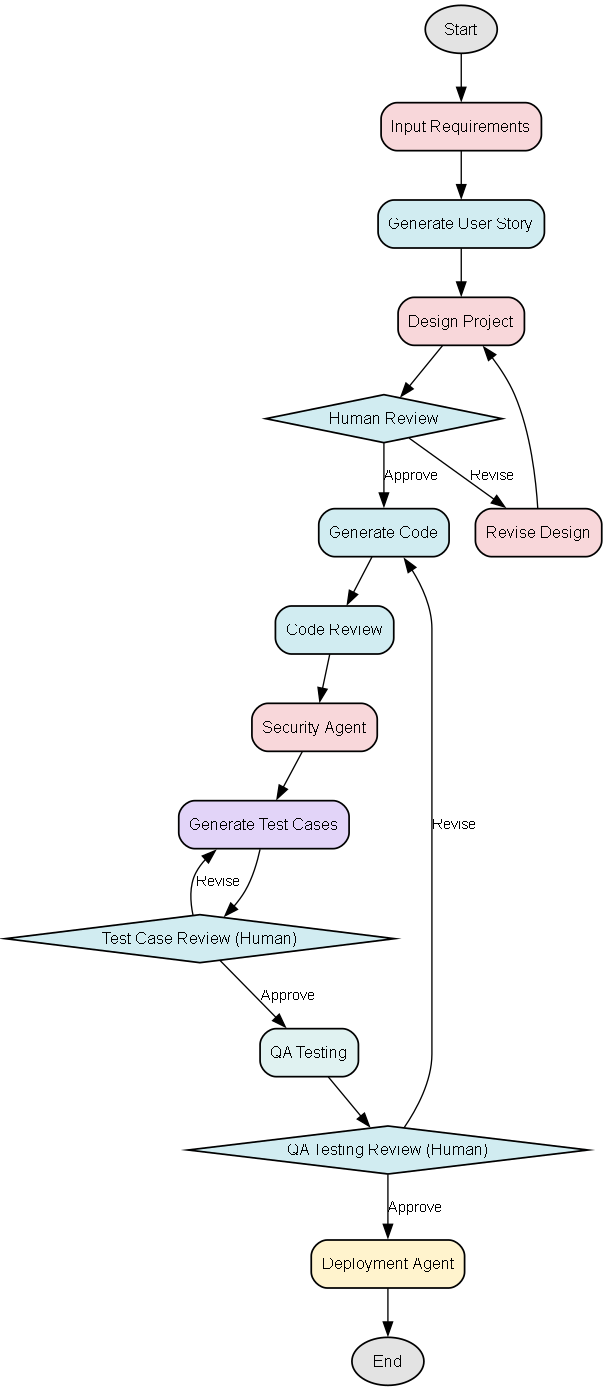 Start
Input Requirements
Generate User Story
Design Project
Human Review
Approve
Revise
Generate Code
Revise Design
Code Review
Security Agent
Generate Test Cases
Revise
Revise
Test Case Review (Human)
Approve
QA Testing
QA Testing Review (Human)
Approve
Deployment Agent
End